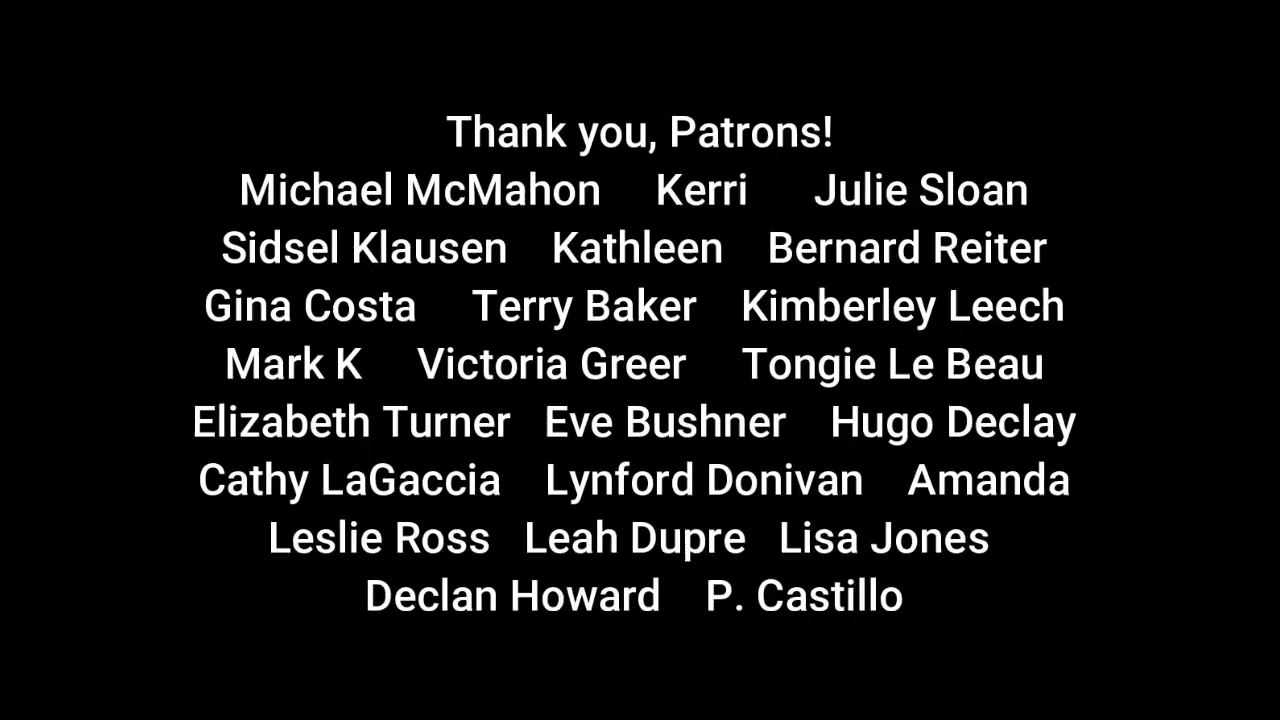 Thank you, Patrons!
Michael McMahon Kerri Julie Sloan
Sidsel Klausen Kathleen Bernard Reiter
Gina Costa Terry Baker Kimberley Leech
Mark K Victoria Greer Tongie Le Beau
Elizabeth Turner Eve Bushner Hugo Declay
Cathy LaGaccia Lynford Donivan Amanda
Leslie Ross Leah Dupre Lisa Jones
Declan Howard P. Castillo